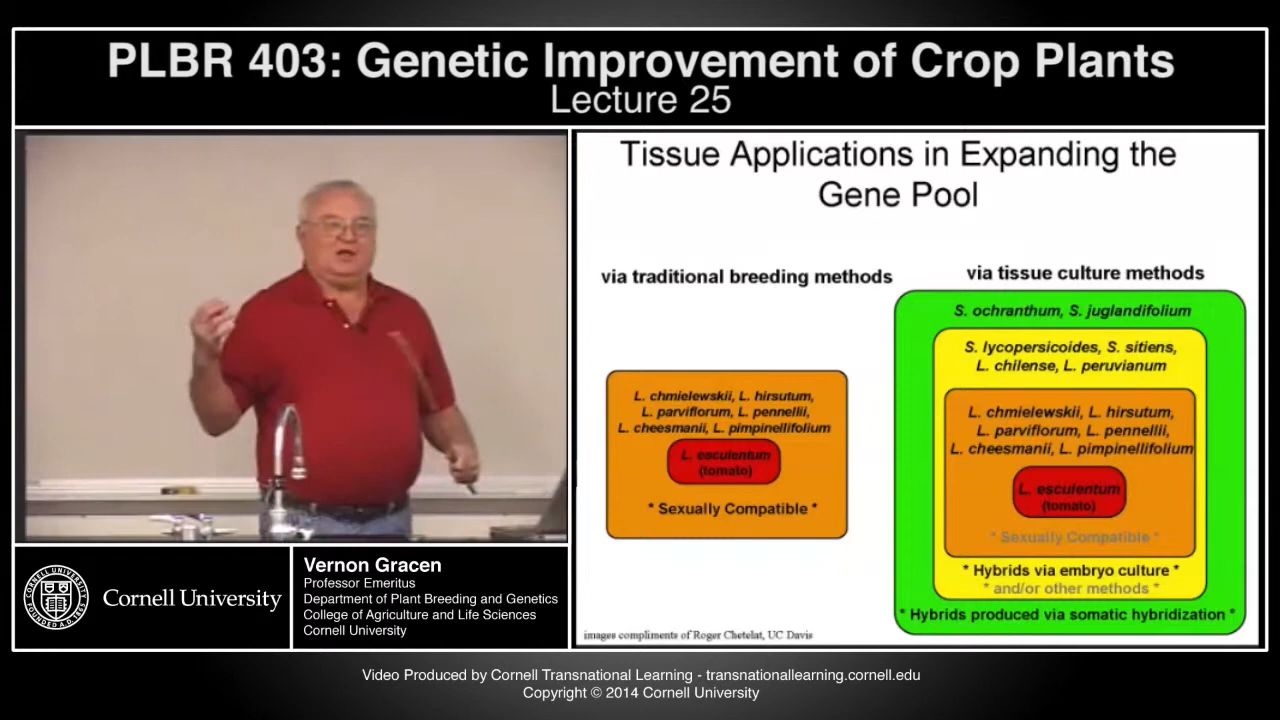 PLBR 403: Genetic Improvement of Crop Plants
Lecture 25
Tissue Applications in Expanding the
Gene Pool
via traditional breeding methods
L. chmielewskii, L. hirsutum,
L. parviflorum, L. pennellii,
L. cheesmanii, L. pimpinellifolium
L. esculentum
(tomato)
* Sexually Compatible *
via tissue culture methods
S. ochranthum, S. juglandifolium
S. lycopersicoides, S. sitiens,
L. chilense, L. peruvianum
L. chmielewskii, L. hirsutum,
L. parviflorum, L. pennellii,
L. cheesmanii, L. pimpinellifolium
L. esculentum
(tomato)
* Sexually Compatible *
* Hybrids via embryo culture *
* and/or other methods *
* Hybrids produced via somatic hybridization *
images compliments of Roger Chetelat, UC Davis
Cornell University
Vernon Gracen
Professor Emeritus
Department of Plant Breeding and Genetics
College of Agriculture and Life Sciences
Cornell University
Video Produced by Cornell Transnational Learning - transnationallearning.cornell.edu
Copyright © 2014 Cornell University